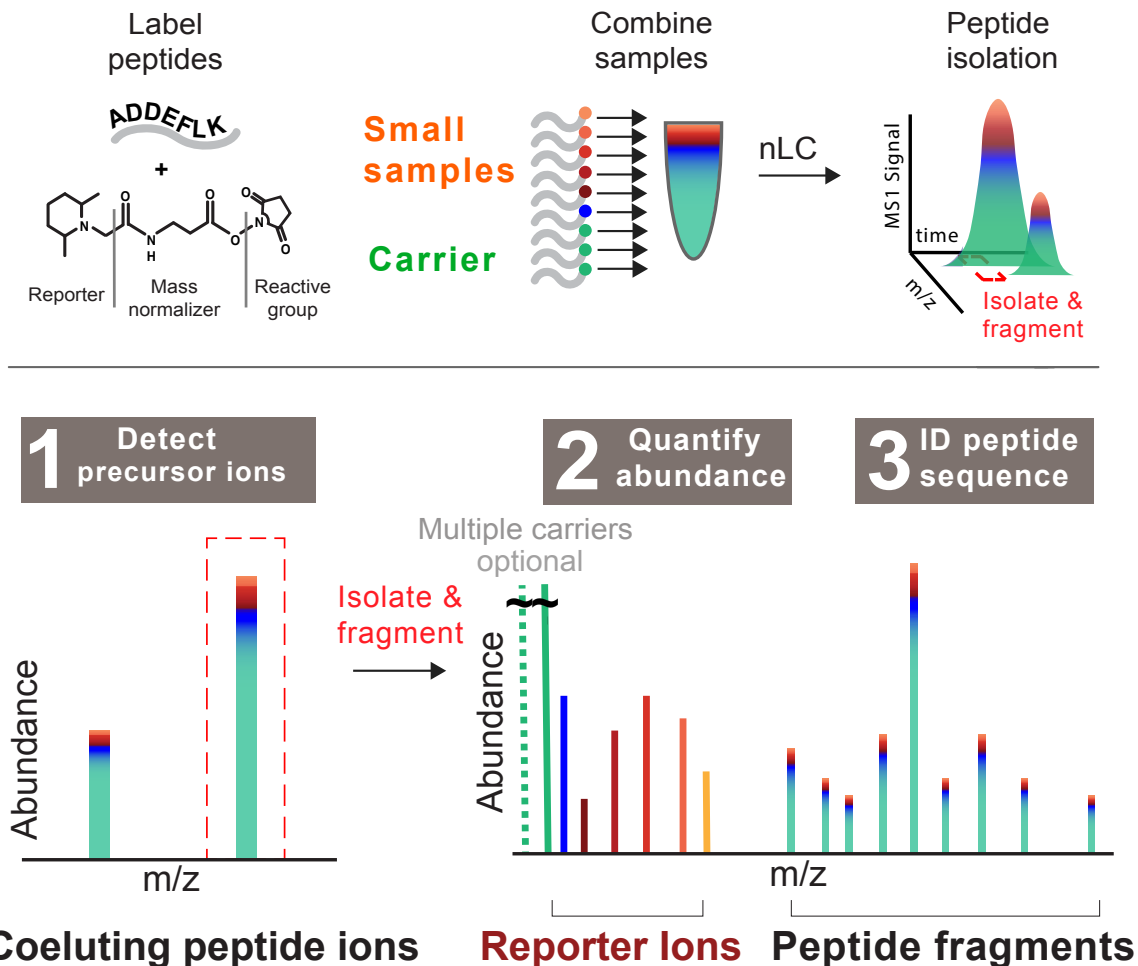 Label
peptides
ADDEFLK
+
N
O
N
H
O
O
N
O
O
Reporter
Mass
normalizer
Reactive
group
Combine
samples
Small
samples
Carrier
nLC
Peptide
isolation
MS1 Signal
time
m/z
Isolate &
fragment
1 Detect
precursor ions
2 Quantify
abundance
3 ID peptide
sequence
Abundance
m/z
Isolate &
fragment
Multiple carriers
optional
Abundance
m/z
Coeluting peptide ions
Reporter Ions
Peptide fragments